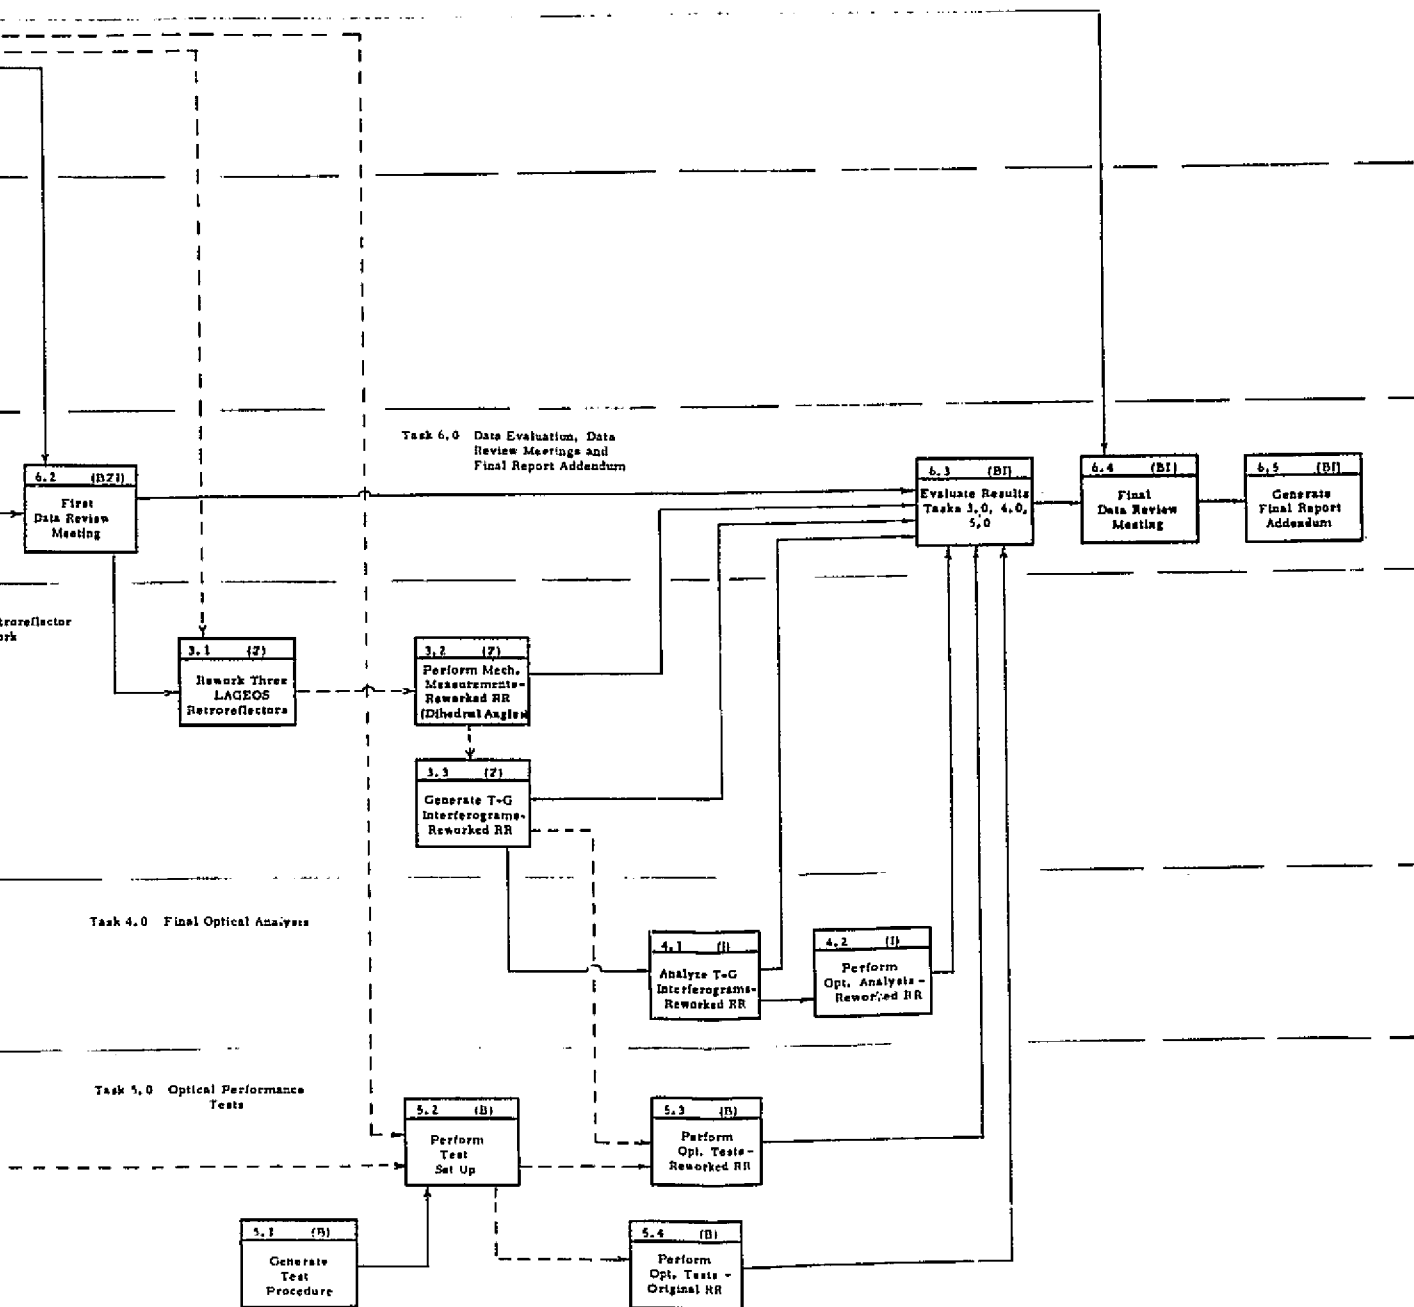 Task 6.0 Data Evaluation, Data
Review Meetings and
Final Report Addendum
6.2 (BZI)
First
Data Review
Meeting
6.3 (BI)
Evaluate Results
Tasks 3.0, 4.0,
5.0
6.4 (BI)
Final
Data Review
Meeting
6.5 (BI)
Generate
Final Report
Addendum
troreflector
ork
3.1 (Z)
Rework Three
LAGEOS
Retroreflectors
3.2 (Z)
Perform Mech.
Measurements-
Reworked RR
(Dihedral Angles)
3.3 (Z)
Generate T-G
Interferograms-
Reworked RR
Task 4.0 Final Optical Analysis
4.1 (I)
Analyze T-G
Interferograms-
Reworked RR
4.2 (I)
Perform
Opt. Analysis-
Reworked RR
Task 5.0 Optical Performance
Tests
5.2 (B)
Perform
Test
Set Up
5.3 (B)
Perform
Opt. Tests-
Reworked RR
5.1 (B)
Generate
Test
Procedure
5.4 (B)
Perform
Opt. Tests -
Original RR